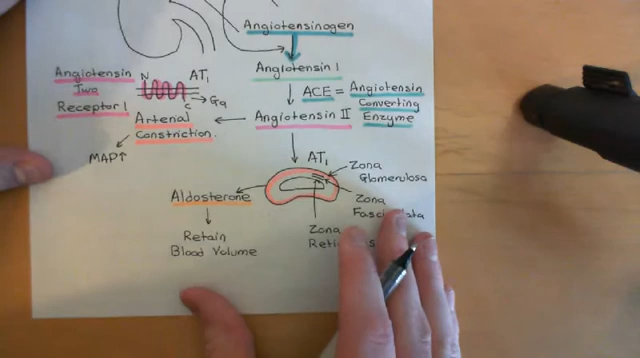 Angiotensinogen
Angiotensin I
ACE = Angiotensin
Converting
Enzyme
Angiotensin II
Angiotensin
Two
Receptor 1
N
AT1
C
Gq
Arterial
Constriction.
MAP↑
AT1
Zona
Glomerulosa
Zona
Zona
Aldosterone
Retain
Blood Volume